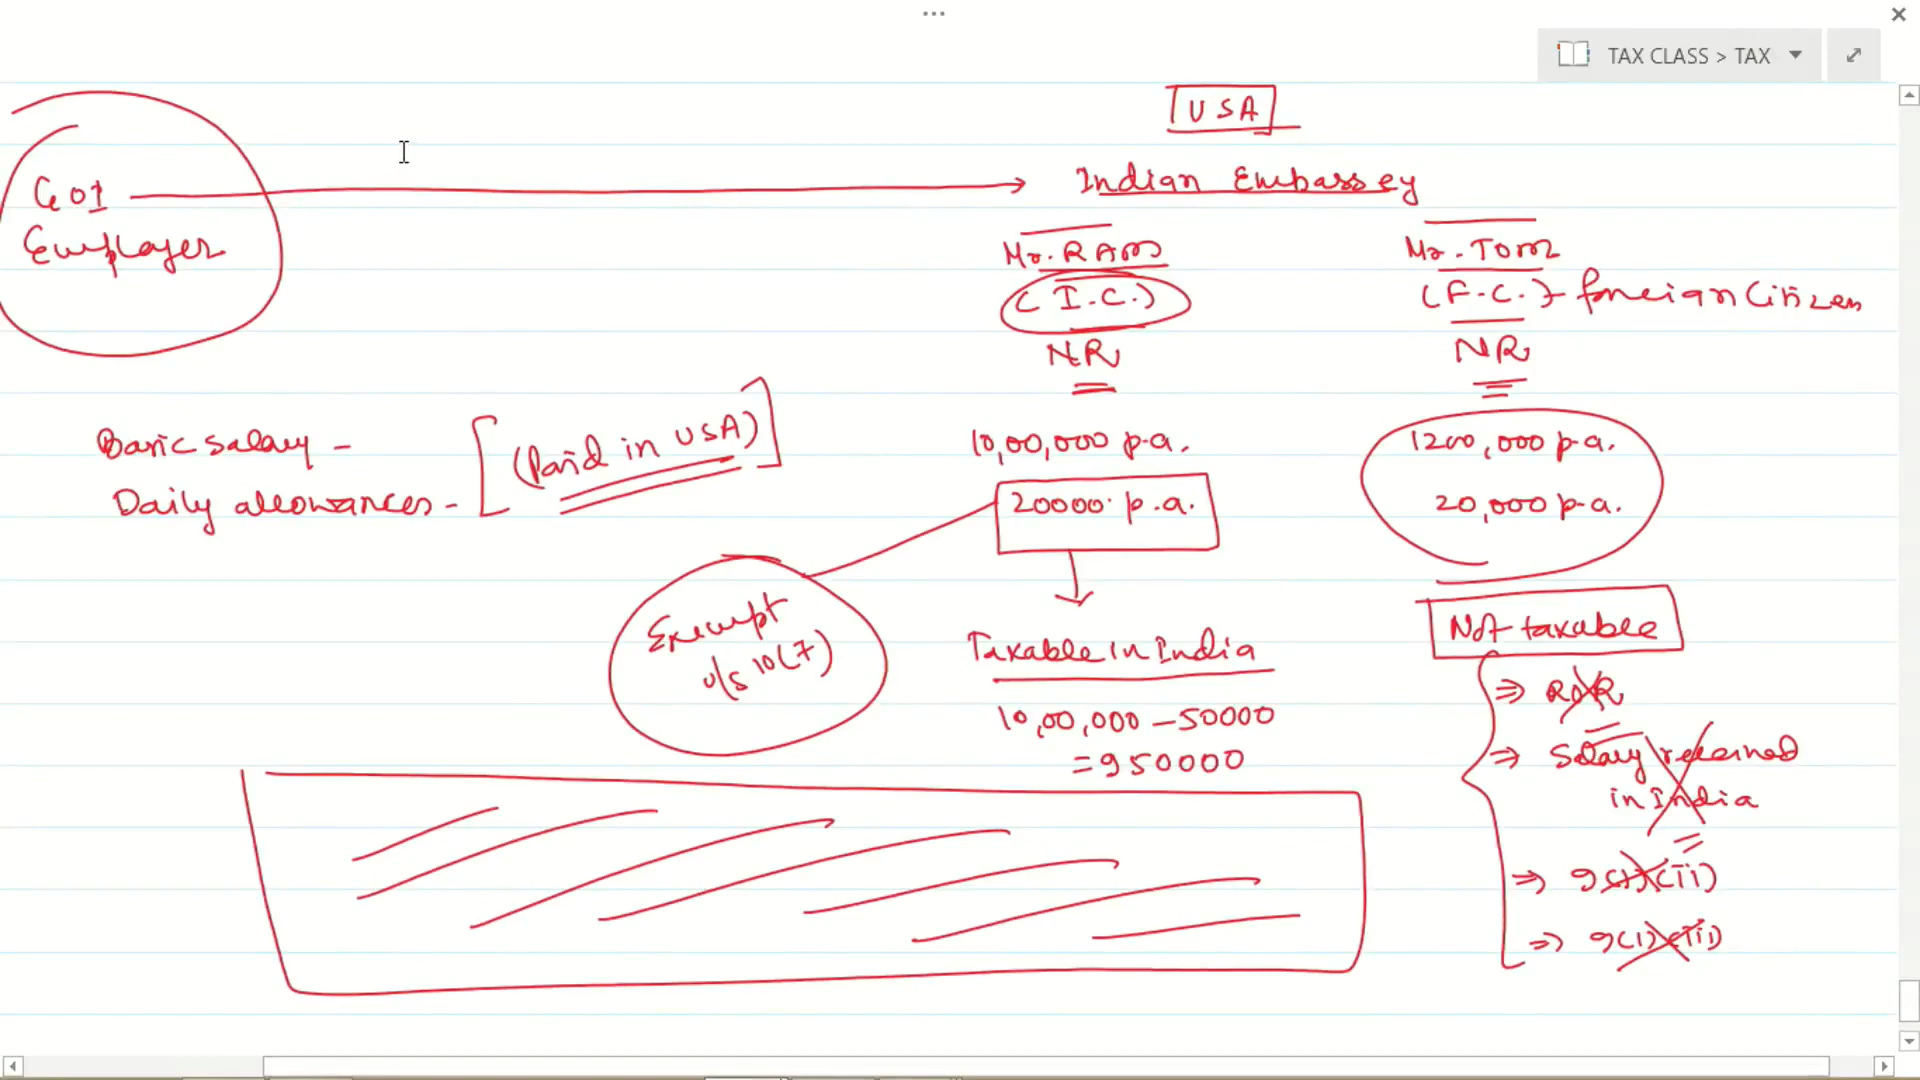 TAX CLASS > TAX
USA
GOI
Employer
Indian Embassey
Mr. RAM
(I.C.)
NR
Mr. TOM
(F.C.) - foreign Citizen
NR
Basic salary -
Daily allowances -
(Paid in USA)
10,00,000 p.a.
20000 p.a.
1200,000 p.a.
20,000 p.a.
Exempt
u/s 10(7)
Taxable in India
10,00,000 - 50000
= 950000
Not taxable
⇒ ROR
⇒ Salary received
in India
⇒ 9(1)(ii)
⇒ 9(1)(iii)